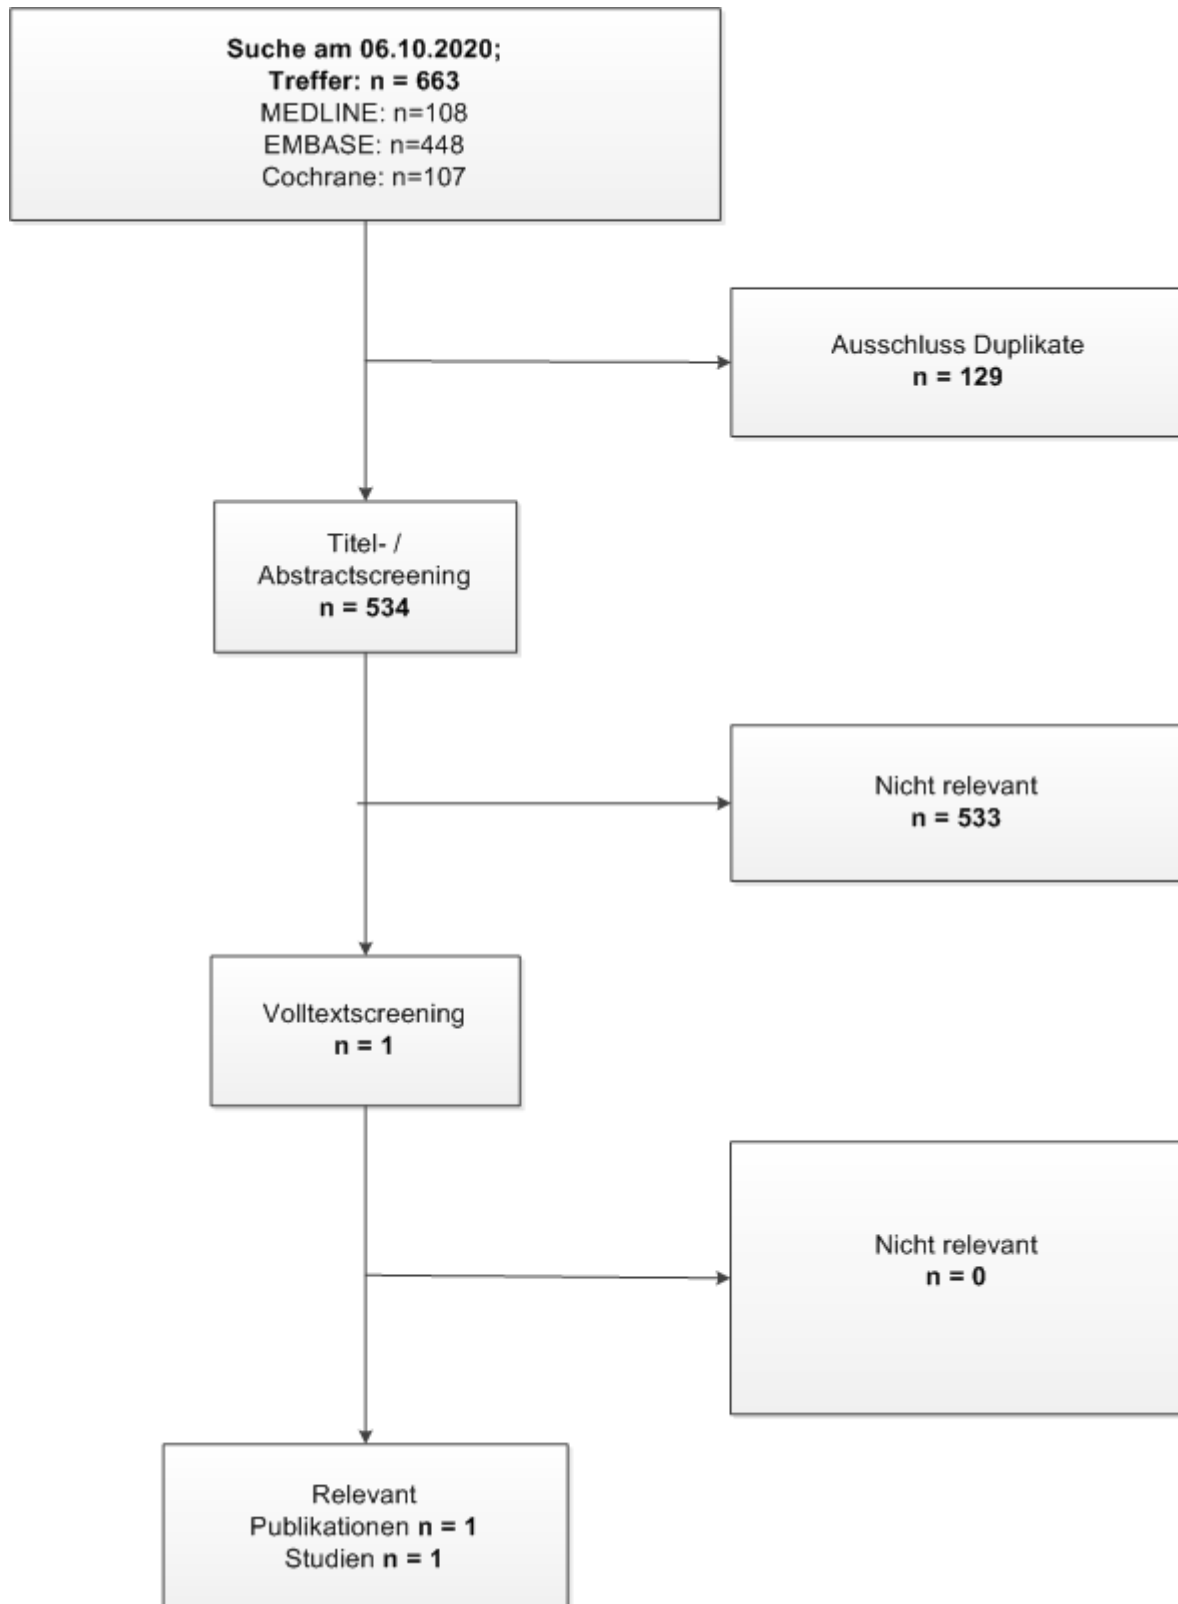 Suche am 06.10.2020;
Treffer: n = 663
MEDLINE: n=108
EMBASE: n=448
Cochrane: n=107
Ausschluss Duplikate
n = 129
Titel- /
Abstractscreening
n = 534
Nicht relevant
n = 533
Volltextscreening
n = 1
Nicht relevant
n = 0
Relevant
Publikationen n = 1
Studien n = 1